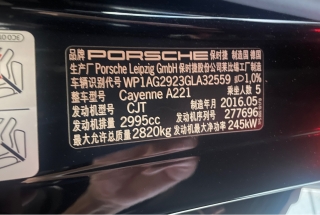 品牌 PORSCHE 保时捷 制造国 德国
生产厂 Porsche Leipzig GmbH 保时捷股份公司莱比锡工厂制造
车辆识别代号 WP1AG2923GLA32559 ≥1,0%
整车型号 Cayenne A221 乘坐人数 5
发动机型号 CJT 制造年月 2016.05
发动机排量 2995cc 发动机序列号 277696
最大允许总质量 2820kg 发动机最大净功率 245kW